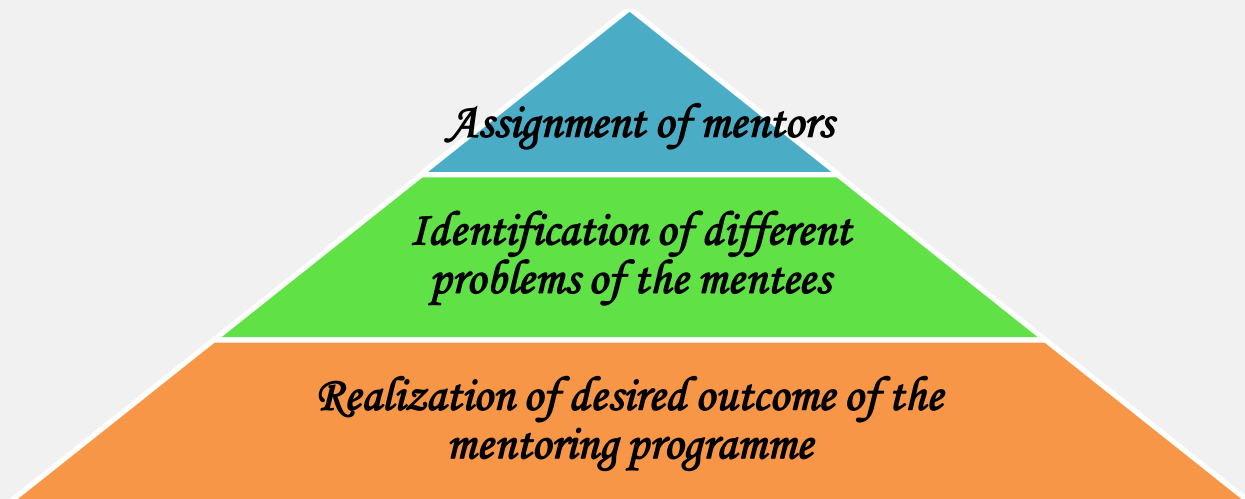 Assignment of mentors
Identification of different
problems of the mentees
Realization of desired outcome of the
mentoring programme